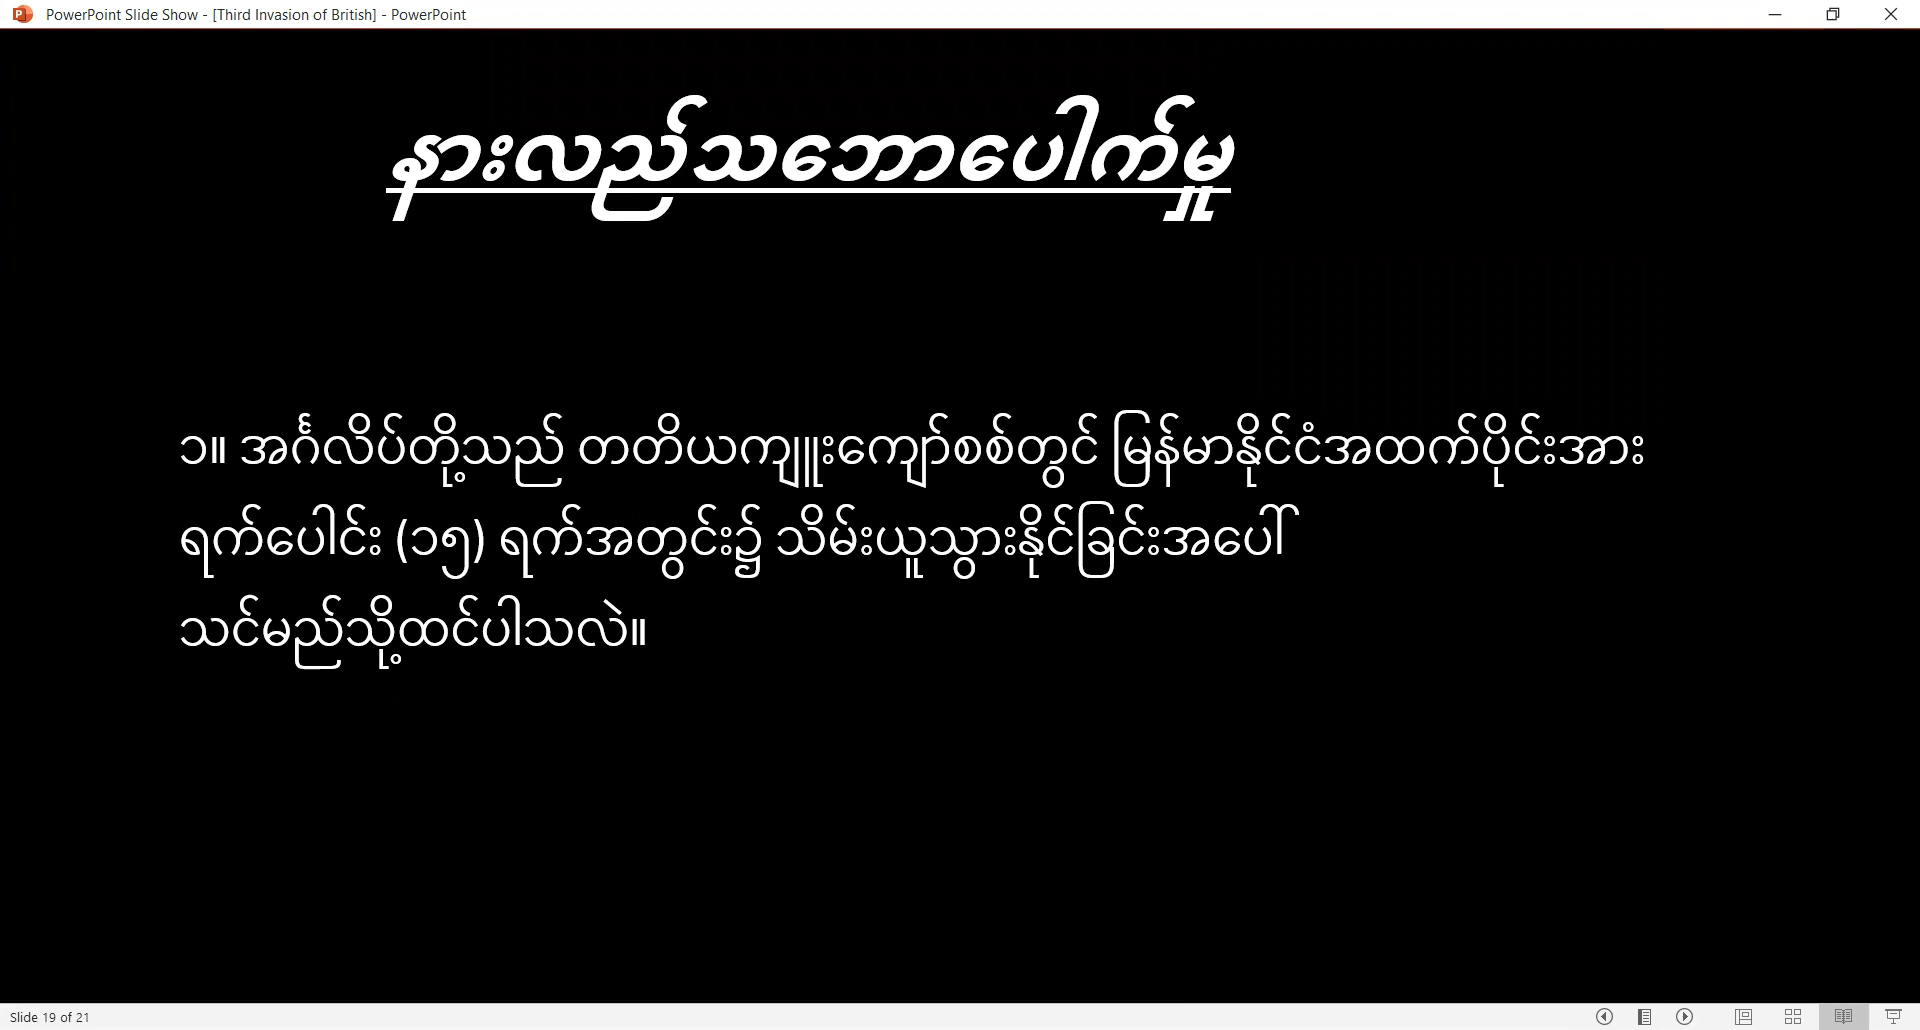 PowerPoint Slide Show - [Third Invasion of British] - PowerPoint
နားလည်သဘောပေါက်မှု
၁။ အင်္ဂလိပ်တို့သည် တတိယကျူးကျော်စစ်တွင် မြန်မာနိုင်ငံအထက်ပိုင်းအား
ရက်ပေါင်း (၁၅) ရက်အတွင်း၌ သိမ်းယူသွားနိုင်ခြင်းအပေါ်
သင်မည်သို့ထင်ပါသလဲ။
Slide 19 of 21